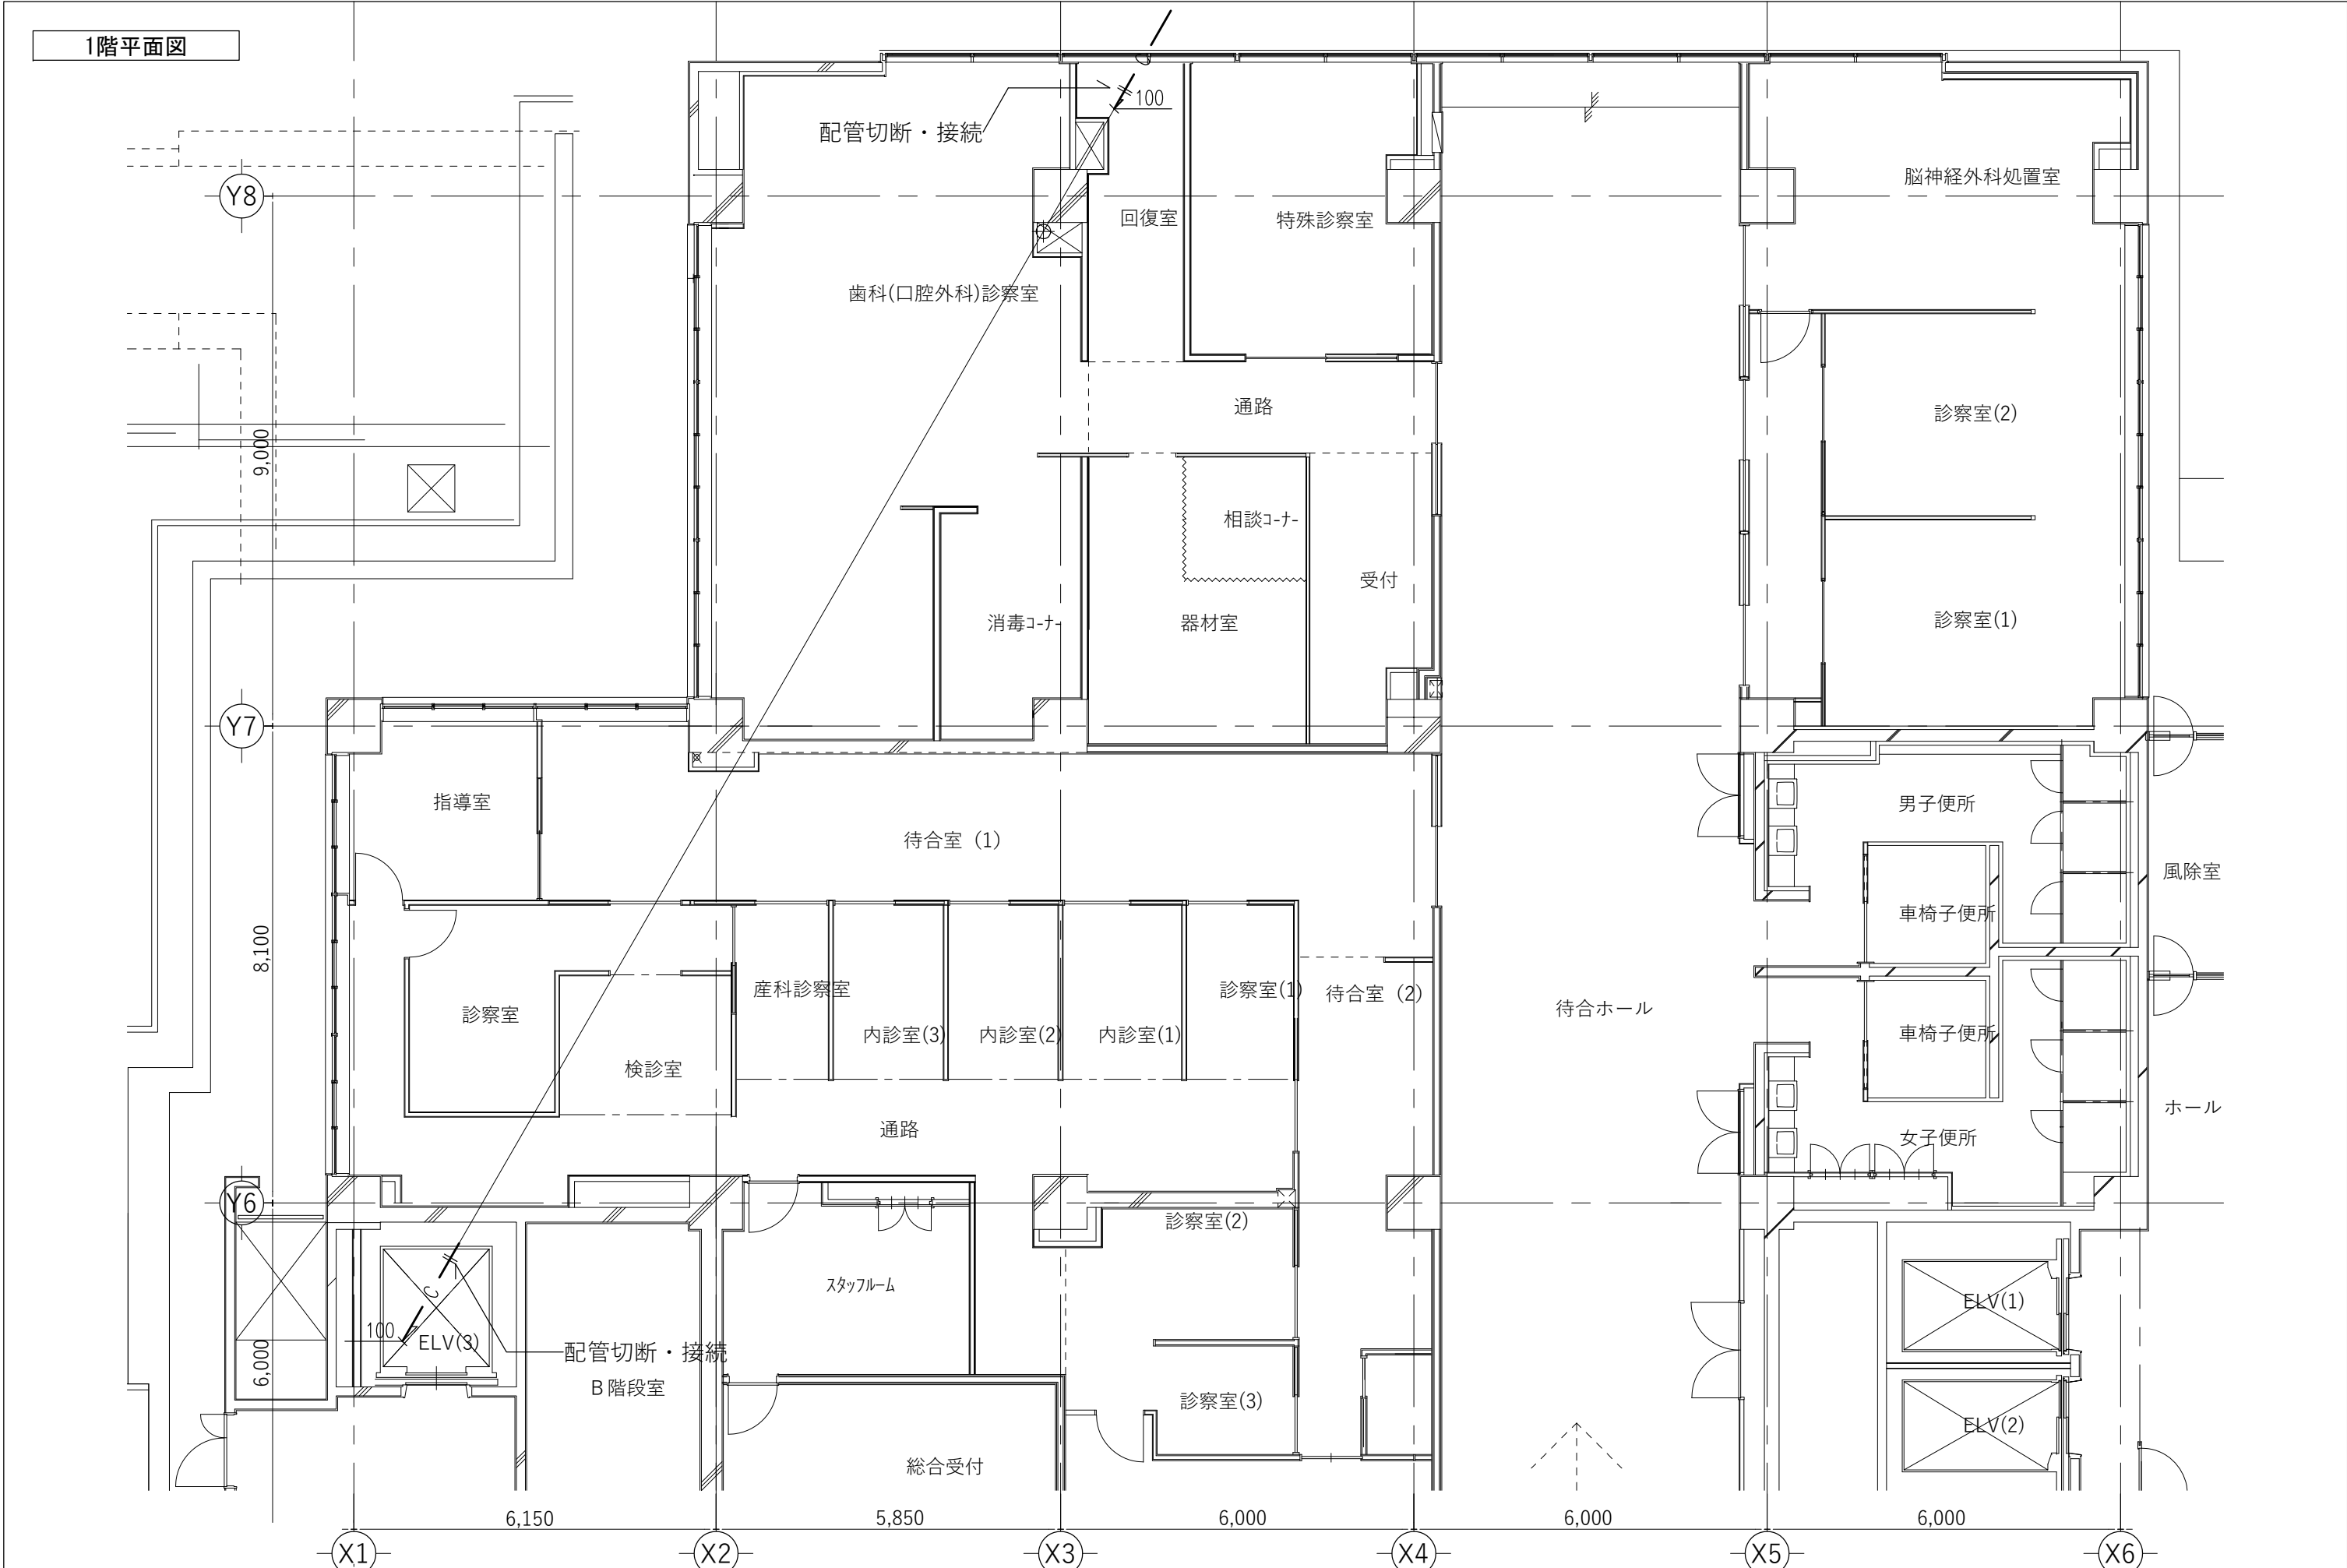 1階平面図
100
配管切断・接続
脳神経外科処置室
Y8
回復室
特殊診察室
歯科(口腔外科)診察室
通路
診察室(2)
9,000
相談ｺｰﾅｰ
受付
消毒ｺｰﾅｰ
器材室
診察室(1)
Y7
指導室
男子便所
待合室 (1)
風除室
車椅子便所
8,100
産科診察室
診察室(1)
待合室 (2)
待合ホール
診察室
内診室(3)
内診室(2)
内診室(1)
車椅子便所
検診室
ホール
通路
女子便所
Y6
診察室(2)
C
スタッフルーム
ELV(1)
100
ELV(3)
配管切断・接続
6,000
B階段室
診察室(3)
ELV(2)
総合受付
6,150
5,850
6,000
6,000
6,000
X1
X2
X3
X4
X5
X6